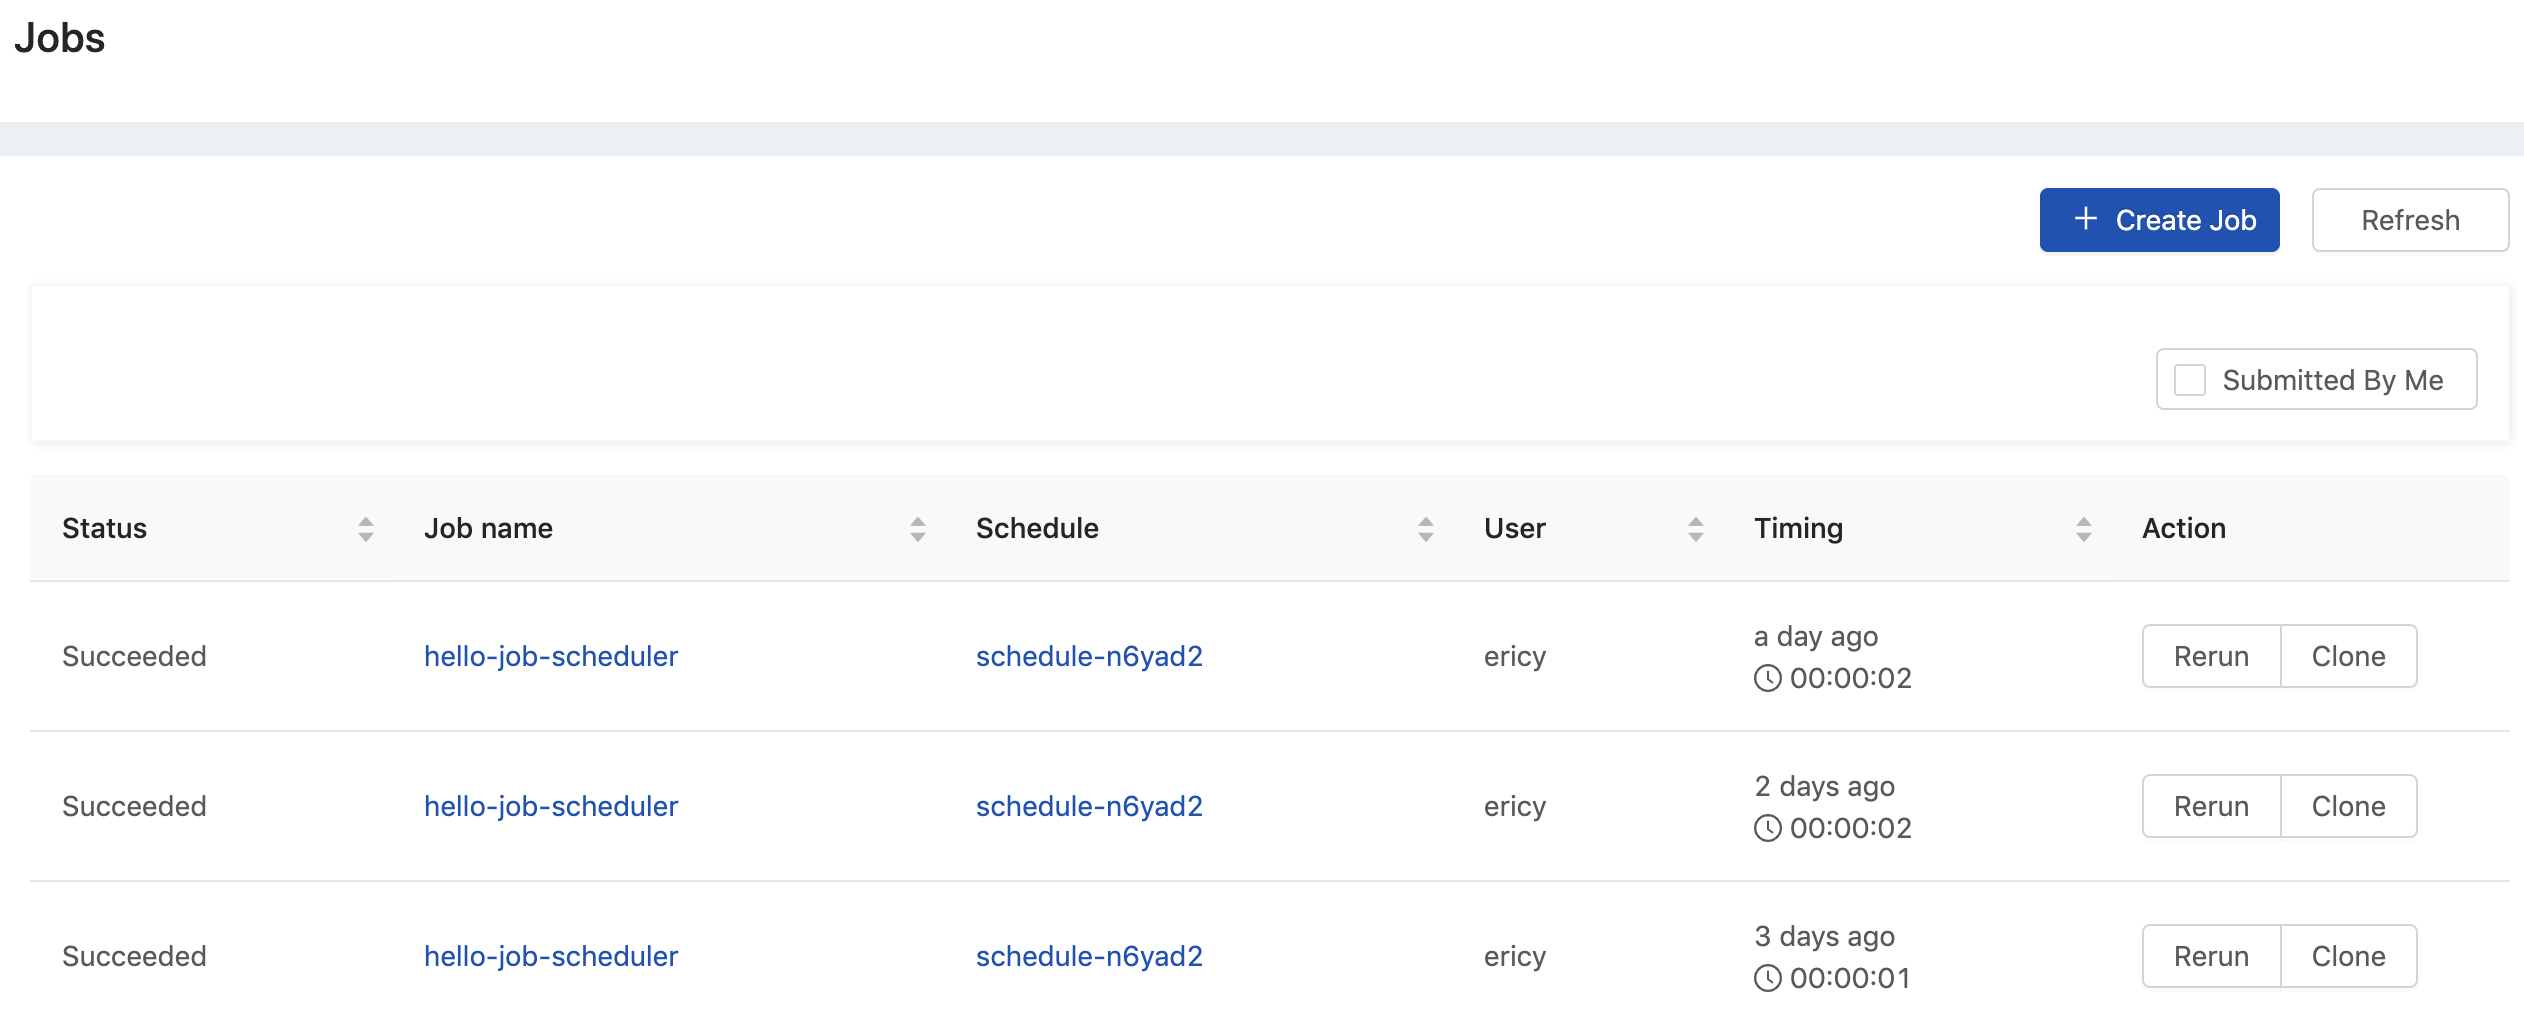 Jobs
+ Create Job Refresh
Submitted By Me
Status Job name Schedule User Timing Action
Succeeded hello-job-scheduler schedule-n6yad2 ericy a day ago Rerun Clone
00:00:02
Succeeded hello-job-scheduler schedule-n6yad2 ericy 2 days ago Rerun Clone
00:00:02
Succeeded hello-job-scheduler schedule-n6yad2 ericy 3 days ago Rerun Clone
00:00:01